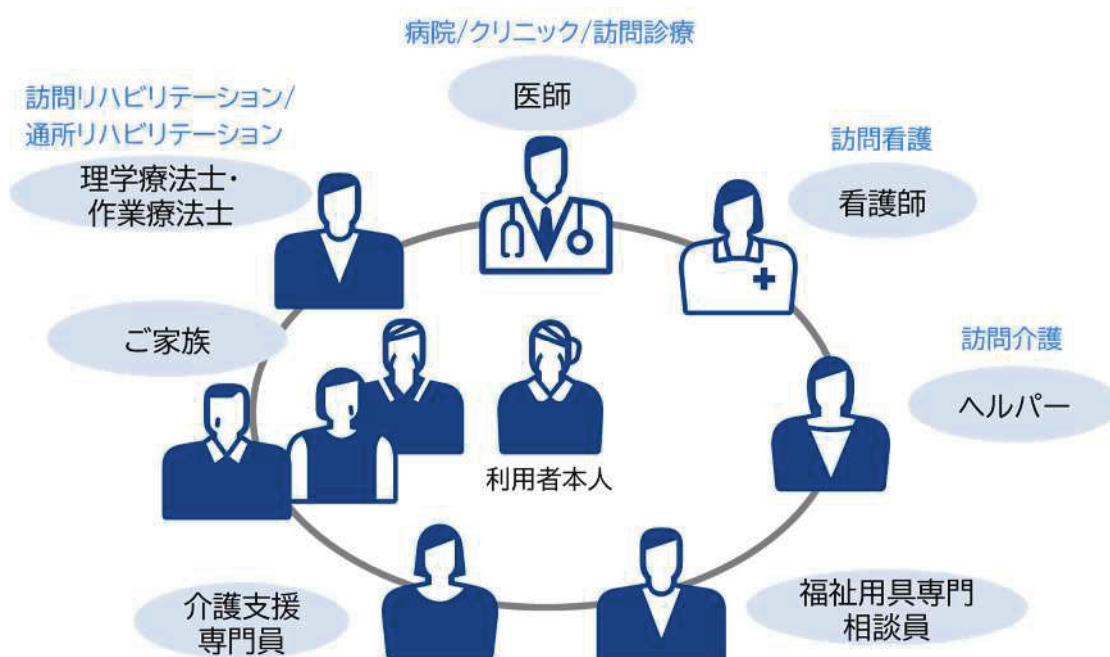 病院/クリニック/訪問診療
医師
訪問リハビリテーション/
通所リハビリテーション
理学療法士・
作業療法士
訪問看護
看護師
ご家族
訪問介護
ヘルパー
利用者本人
介護支援
専門員
福祉用具専門
相談員